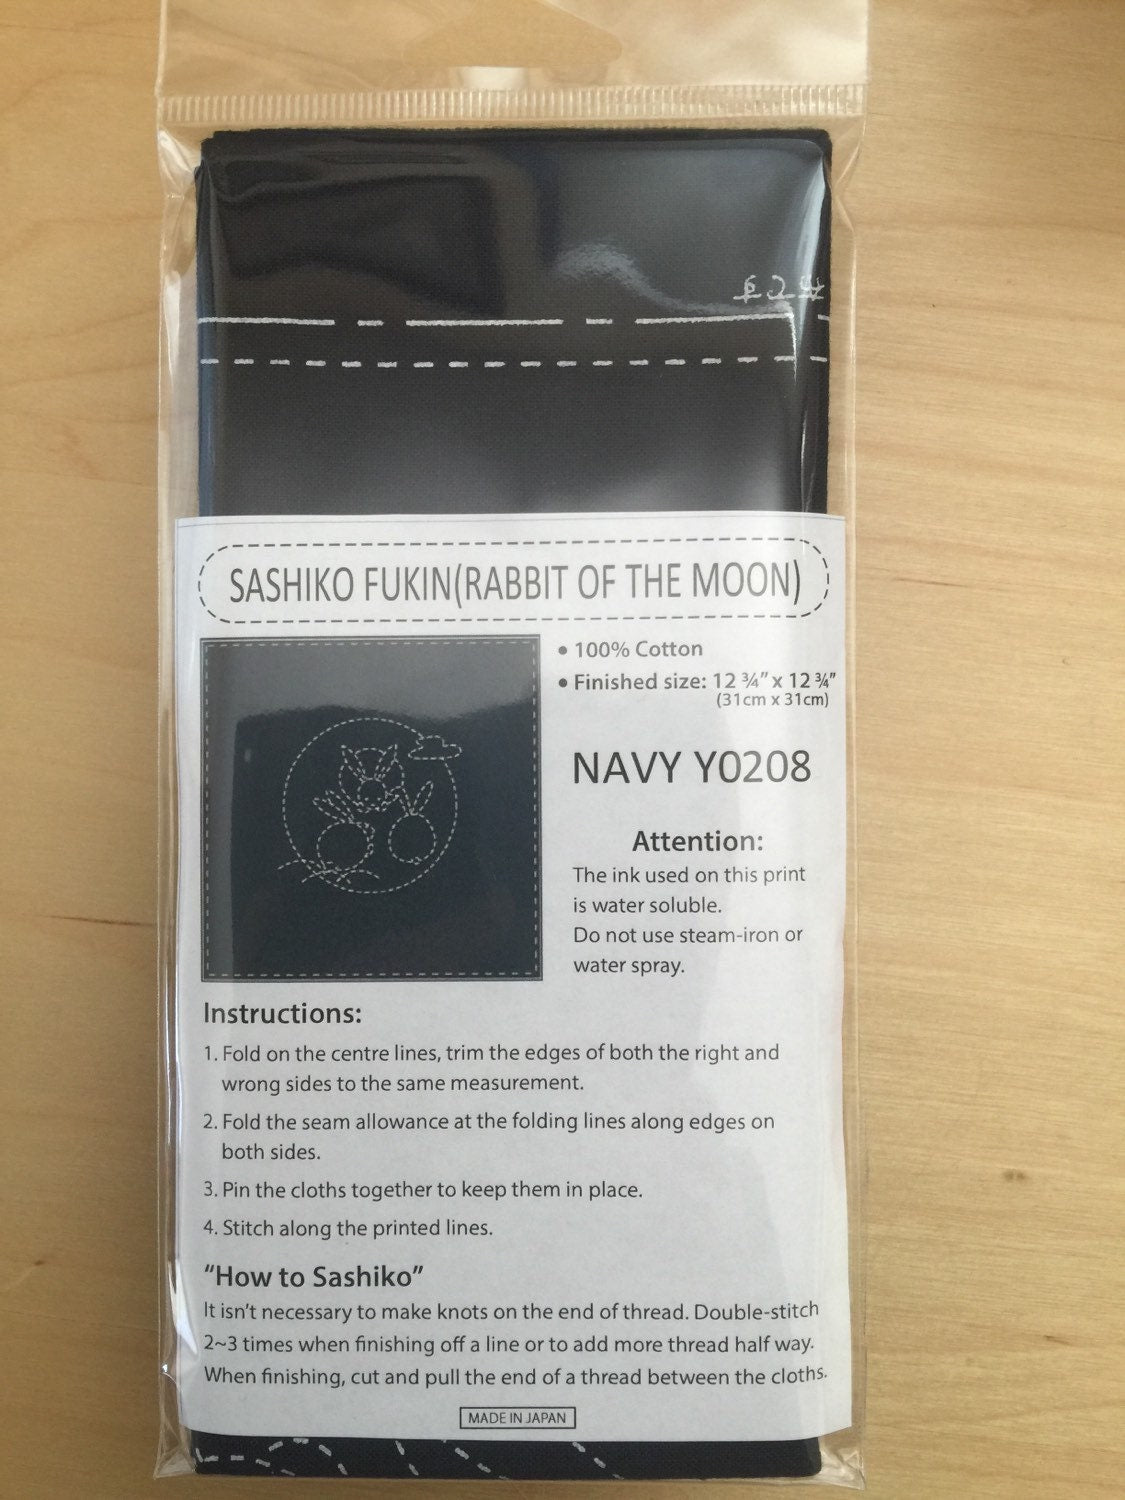 SASHIKO FUKIN(RABBIT OF THE MOON)
• 100% Cotton
• Finished size: 12 ¾” x 12 ¾”
(31cm x 31cm)
NAVY Y0208
Attention:
The ink used on this print
is water soluble.
Do not use steam-iron or
water spray.
Instructions:
1. Fold on the centre lines, trim the edges of both the right and
wrong sides to the same measurement.
2. Fold the seam allowance at the folding lines along edges on
both sides.
3. Pin the cloths together to keep them in place.
4. Stitch along the printed lines.
“How to Sashiko”
It isn’t necessary to make knots on the end of thread. Double-stitch
2~3 times when finishing off a line or to add more thread half way.
When finishing, cut and pull the end of a thread between the cloths.
MADE IN JAPAN